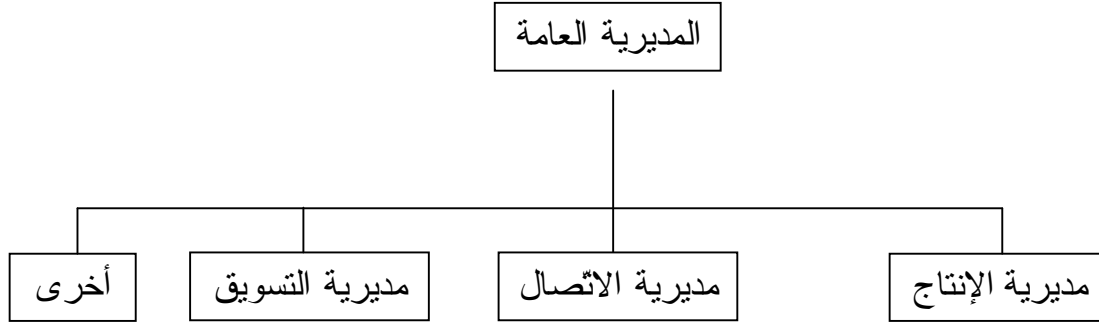 المديرية العامة
مديرية الإنتاج
مديرية الاتّصال
مديرية التسويق
أخرى